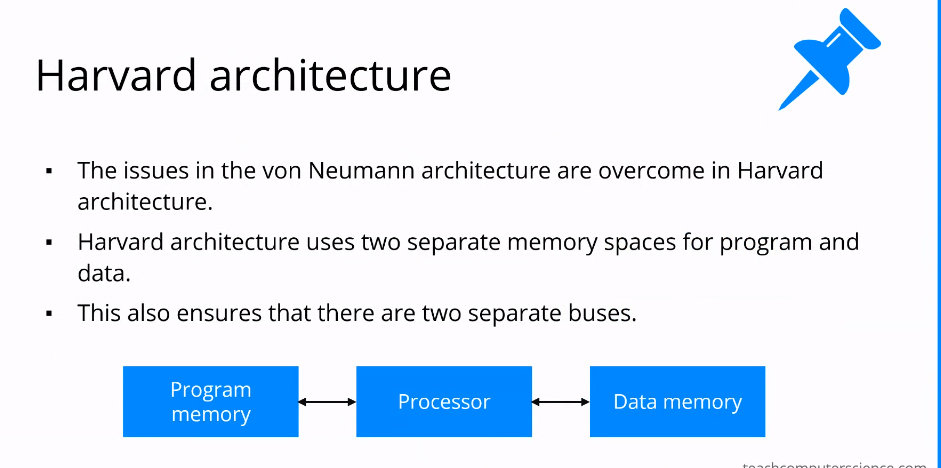 Harvard architecture
▪ The issues in the von Neumann architecture are overcome in Harvard
architecture.
▪ Harvard architecture uses two separate memory spaces for program and
data.
▪ This also ensures that there are two separate buses.
Program
memory
Processor
Data memory
teachcomputerscience.com